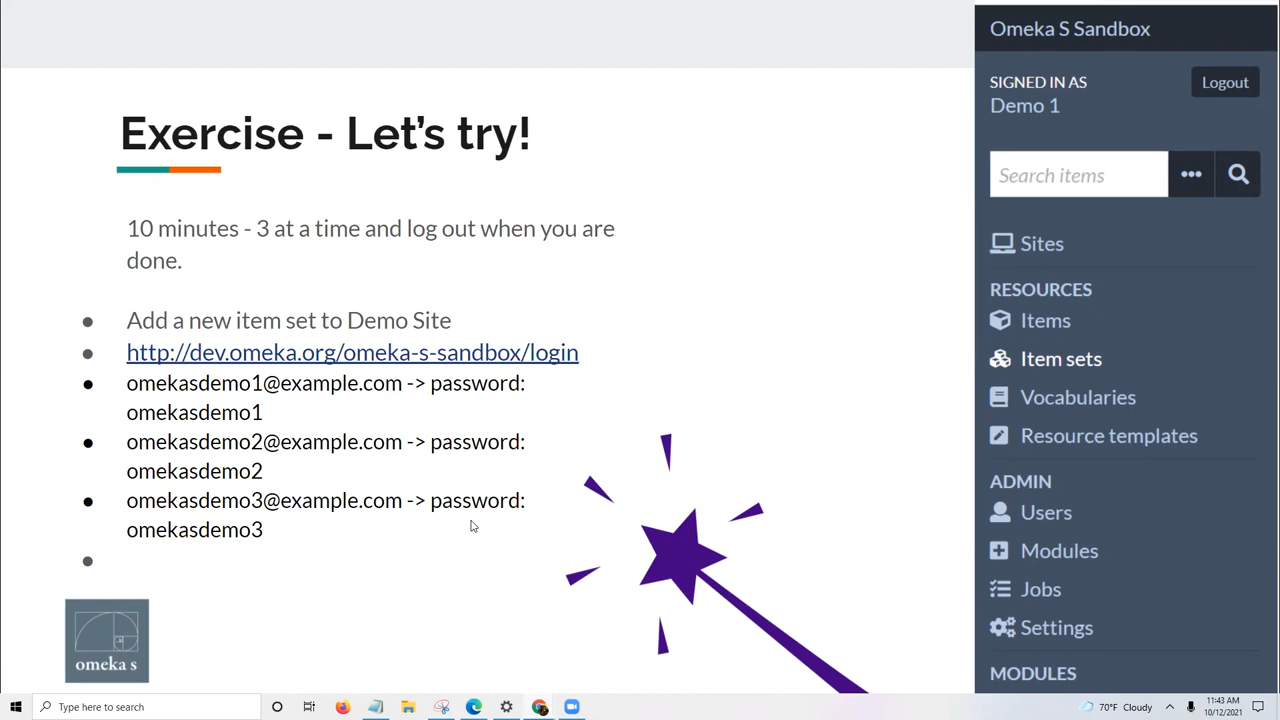 Exercise - Let's try!
10 minutes - 3 at a time and log out when you are
done.
Add a new item set to Demo Site
http://dev.omeka.org/omeka-s-sandbox/login
omekasdemo1@example.com -> password:
omekasdemo1
omekasdemo2@example.com -> password:
omekasdemo2
omekasdemo3@example.com -> password:
omekasdemo3
omeka s
Omeka S Sandbox
SIGNED IN AS
Logout
Demo 1
Search items
Sites
RESOURCES
Items
Item sets
Vocabularies
Resource templates
ADMIN
Users
Modules
Jobs
Settings
MODULES
Type here to search
70°F Cloudy
11:43 AM
10/12/2021